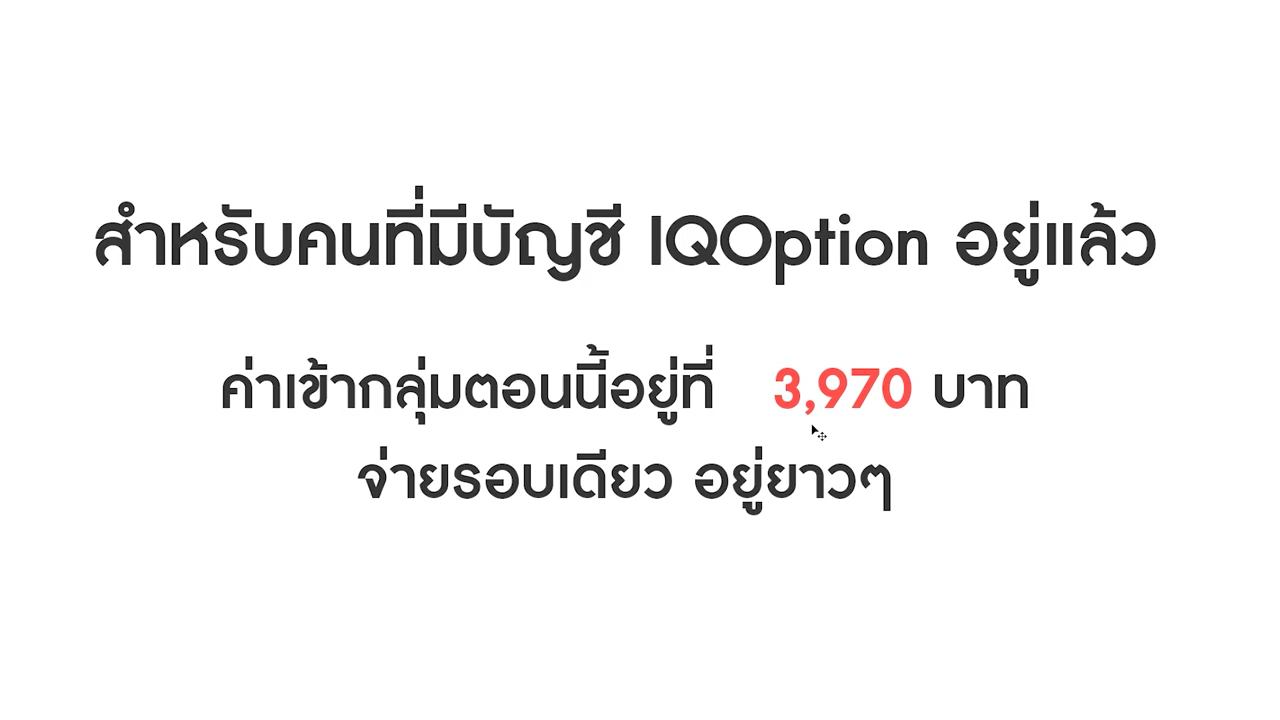 สำหรับคนที่มีบัญชี IQOption อยู่แล้ว
ค่าเข้ากลุ่มตอนนี้อยู่ที่ 3,970 บาท
จ่ายรอบเดียว อยู่ยาวๆ